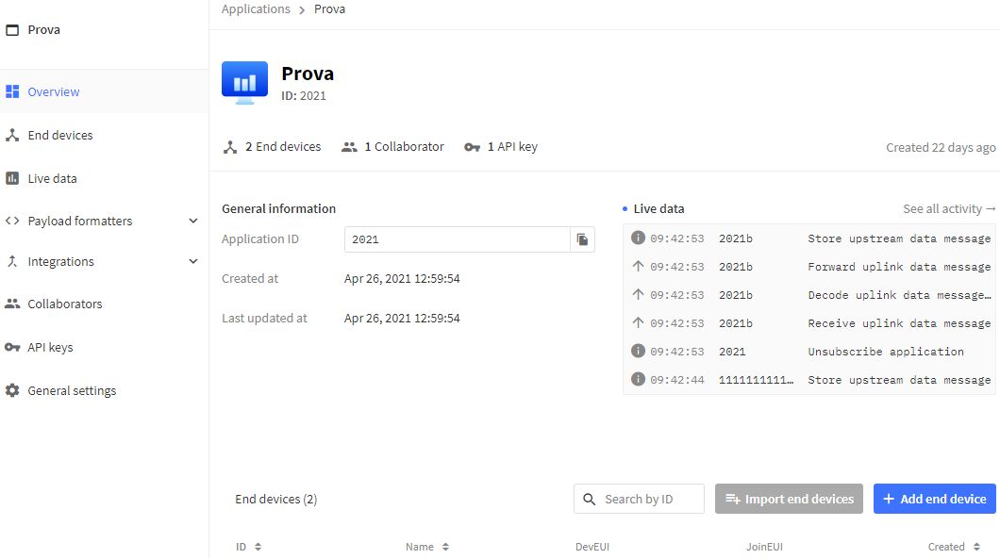 Applications > Prova
Prova
Overview
End devices
Live data
Payload formatters
Integrations
Collaborators
API keys
General settings
Prova
ID: 2021
2 End devices 1 Collaborator 1 API key Created 22 days ago
General information
Application ID 2021
Created at Apr 26, 2021 12:59:54
Last updated at Apr 26, 2021 12:59:54
Live data See all activity →
09:42:53 2021b Store upstream data message
09:42:53 2021b Forward uplink data message
09:42:53 2021b Decode uplink data message…
09:42:53 2021b Receive uplink data message
09:42:53 2021 Unsubscribe application
09:42:44 1111111111… Store upstream data message
End devices (2) Search by ID Import end devices + Add end device
ID Name DevEUI JoinEUI Created